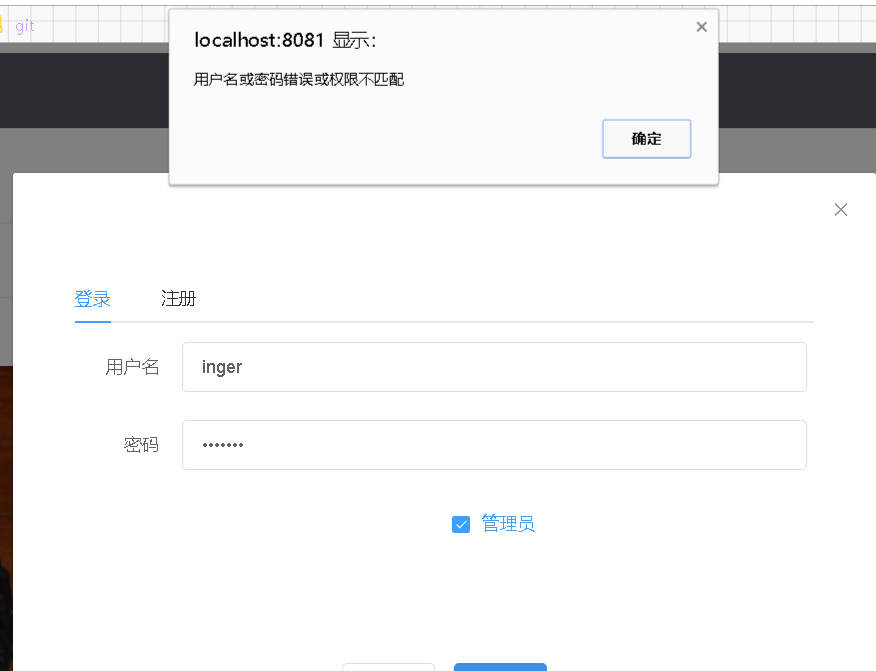 git
localhost:8081 显示:
用户名或密码错误或权限不匹配
确定
登录 注册
用户名 inger
密码 •••••••
管理员